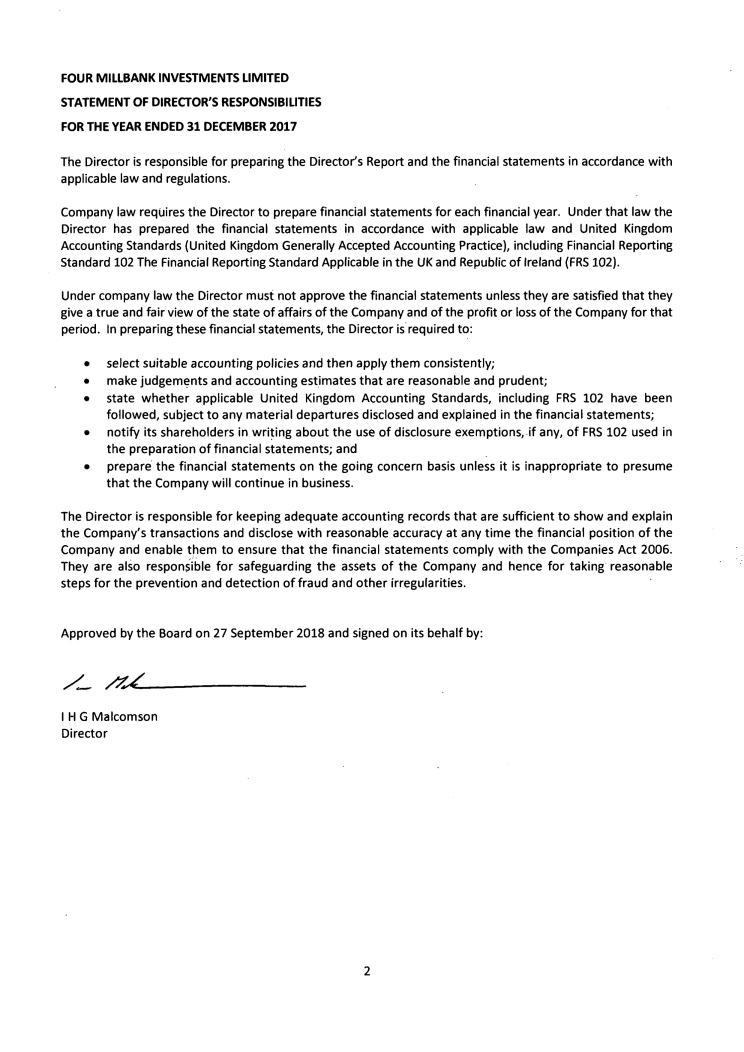 FOUR MILLBANK INVESTMENTS LIMITED
STATEMENT OF DIRECTOR'S RESPONSIBILITIES
FOR THE YEAR ENDED 31 DECEMBER 2017
The Director is responsible for preparing the Director's Report and the financial statements in accordance with
applicable law and regulations.
Company law requires the Director to prepare financial statements for each financial year. Under that law the
Director has prepared the financial statements in accordance with applicable law and United Kingdom
Accounting Standards (United Kingdom Generally Accepted Accounting Practice), including Financial Reporting
Standard 102 The Financial Reporting Standard Applicable in the UK and Republic of Ireland (FRS 102).
Under company law the Director must not approve the financial statements unless they are satisfied that they
give a true and fair view of the state of affairs of the Company and of the profit or loss of the Company for that
period. In preparing these financial statements, the Director is required to:
• select suitable accounting policies and then apply them consistently;
• make judgements and accounting estimates that are reasonable and prudent;
• state whether applicable United Kingdom Accounting Standards, including FRS 102 have been
followed, subject to any material departures disclosed and explained in the financial statements;
• notify its shareholders in writing about the use of disclosure exemptions, if any, of FRS 102 used in
the preparation of financial statements; and
• prepare the financial statements on the going concern basis unless it is inappropriate to presume
that the Company will continue in business.
The Director is responsible for keeping adequate accounting records that are sufficient to show and explain
the Company's transactions and disclose with reasonable accuracy at any time the financial position of the
Company and enable them to ensure that the financial statements comply with the Companies Act 2006.
They are also responsible for safeguarding the assets of the Company and hence for taking reasonable
steps for the prevention and detection of fraud and other irregularities.
Approved by the Board on 27 September 2018 and signed on its behalf by:
I H G Malcomson
Director
2